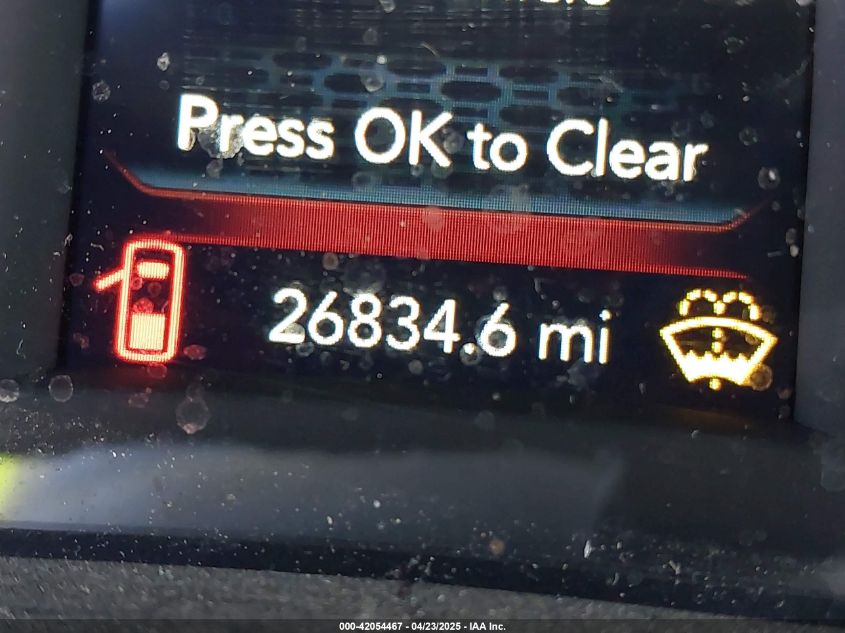 Press OK to Clear
26834.6 mi
000-42054467 - 04/23/2025 - IAA Inc.